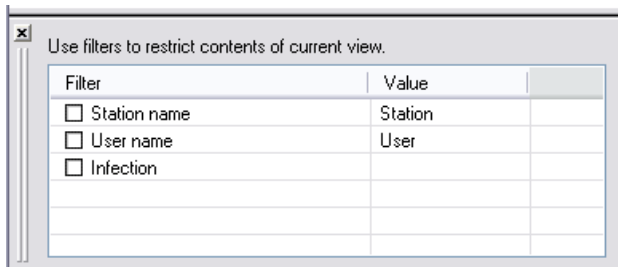 Use filters to restrict contents of current view.
Filter Value
Station name Station
User name User
Infection